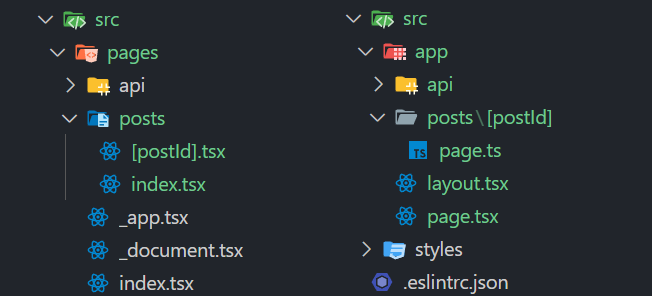 src
pages
api
posts
[postId].tsx
index.tsx
_app.tsx
_document.tsx
index.tsx
src
app
api
posts\[postId]
TS page.ts
layout.tsx
page.tsx
styles
.eslintrc.json